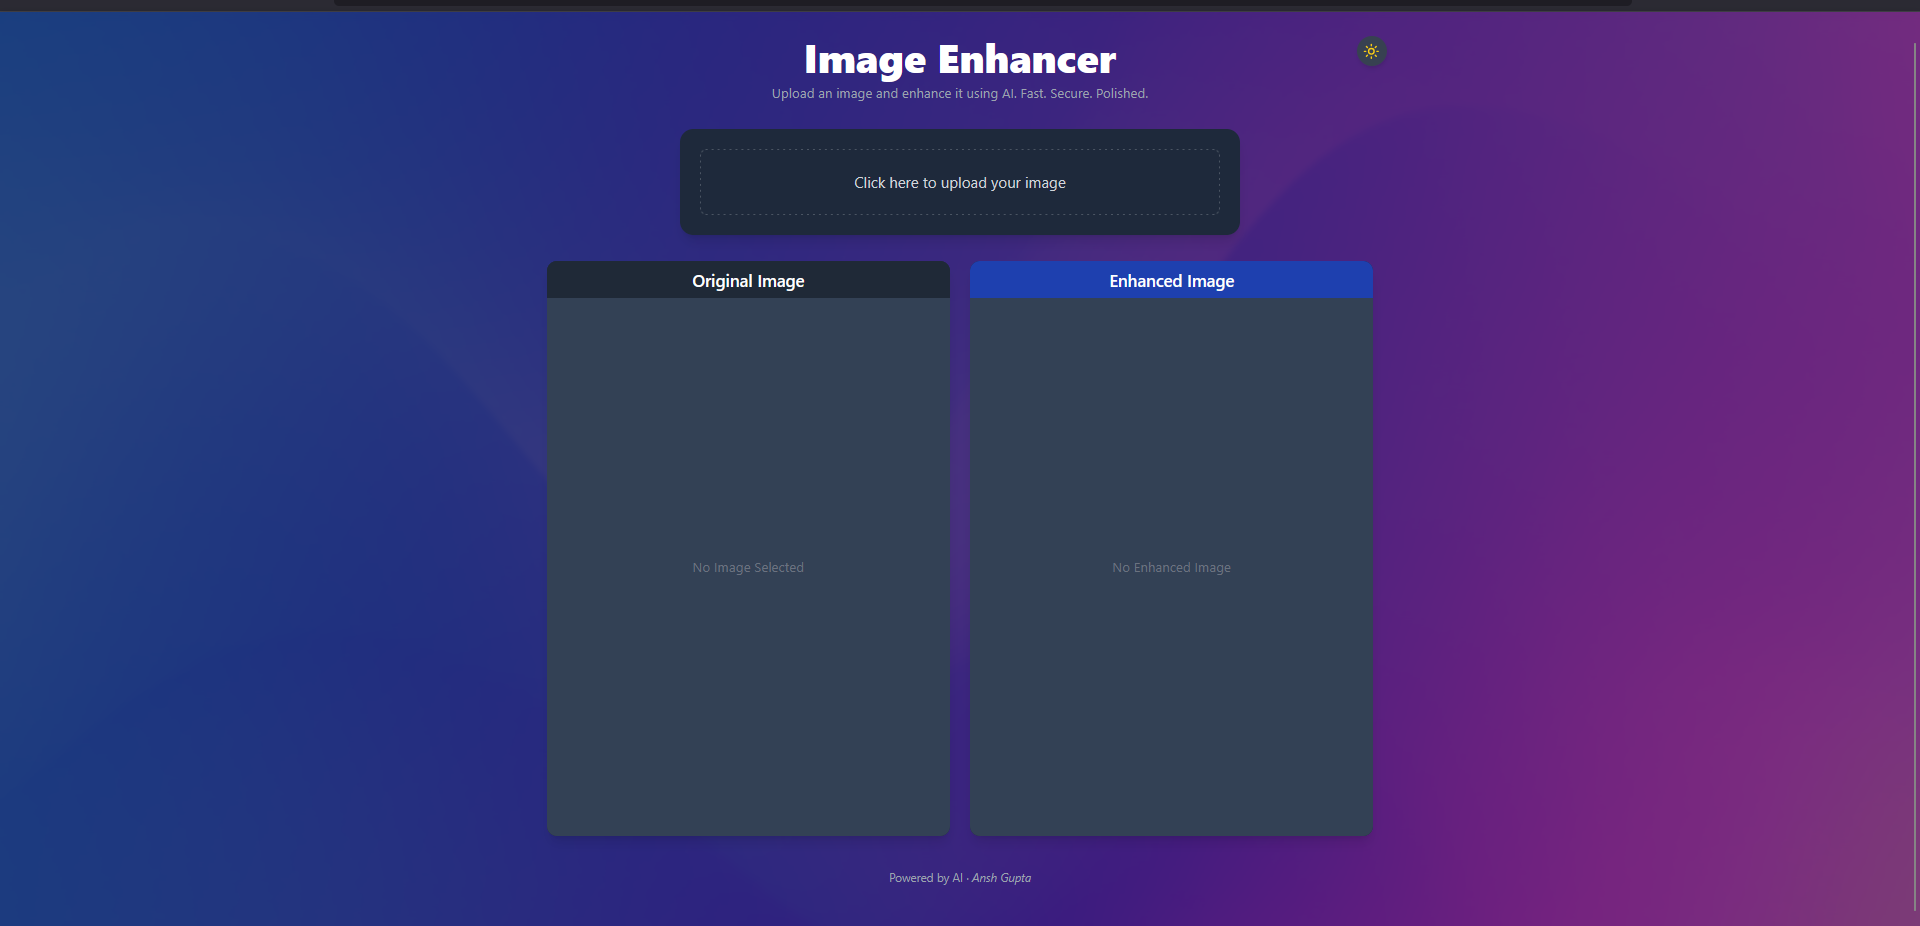 Image Enhancer
Upload an image and enhance it using AI. Fast. Secure. Polished.
Click here to upload your image
Original Image
Enhanced Image
No Image Selected
No Enhanced Image
Powered by AI · Ansh Gupta